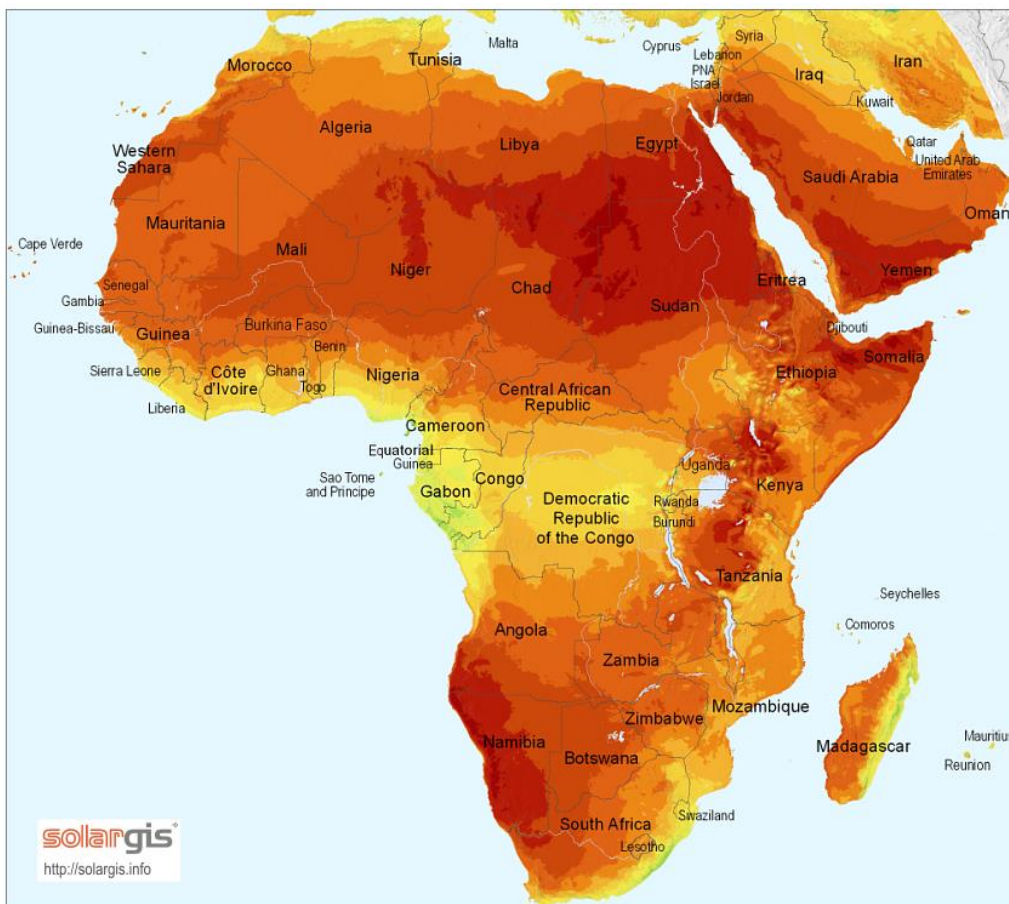 Malta
Cyprus
Syria
Lebanon
PNA
Israel
Jordan
Iraq
Iran
Kuwait
Morocco
Tunisia
Algeria
Libya
Egypt
Qatar
United Arab
Emirates
Saudi Arabia
Oman
Western
Sahara
Mauritania
Cape Verde
Mali
Niger
Chad
Sudan
Eritrea
Yemen
Senegal
Gambia
Guinea-Bissau
Guinea
Burkina Faso
Benin
Djibouti
Somalia
Ethiopia
Sierra Leone
Côte
d'Ivoire
Ghana
Togo
Nigeria
Liberia
Central African
Republic
Cameroon
Equatorial
Guinea
Sao Tome
and Principe
Gabon
Congo
Democratic
Republic
of the Congo
Uganda
Kenya
Rwanda
Burundi
Tanzania
Seychelles
Comoros
Angola
Zambia
Mozambique
Zimbabwe
Namibia
Botswana
Madagascar
Mauritius
Reunion
South Africa
Swaziland
Lesotho
solargis
http://solargis.info